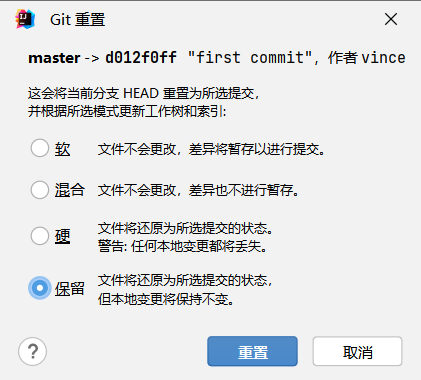 Git 重置
master -> d012f0ff "first commit", 作者 vince
这会将当前分支 HEAD 重置为所选提交，
并根据所选模式更新工作树和索引:
软 文件不会更改，差异将暂存以进行提交。
混合 文件不会更改，差异也不进行暂存。
硬 文件将还原为所选提交的状态。
警告: 任何本地变更都将丢失。
保留 文件将还原为所选提交的状态，
但本地变更将保持不变。
? 重置 取消